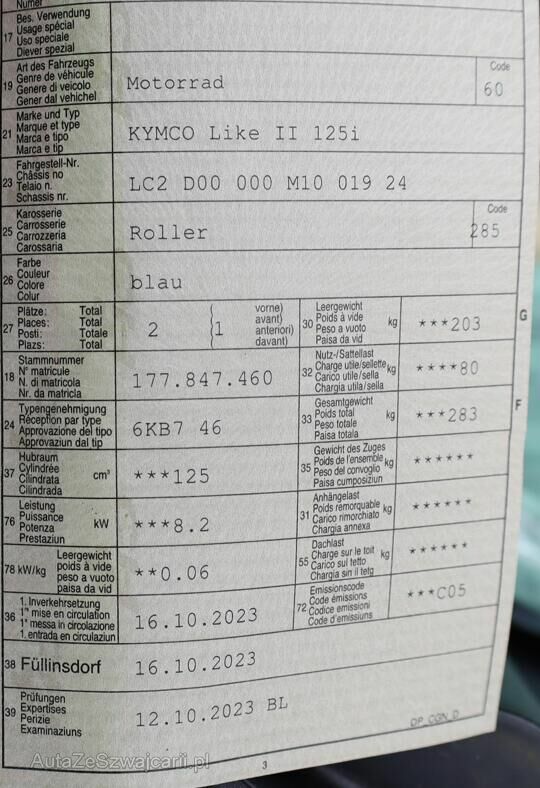 Numer
17 Bes. Verwendung
Usage spécial
Uso speciale
Diever spezial
19 Art des Fahrzeugs
Genre de véhicule
Genere di veicolo
Gener dal vehichel
Motorrad
Code
60
21 Marke und Typ
Marque et type
Marca e tipo
Marca e tip
KYMCO Like II 125i
23 Fahrgestell-Nr.
Châssis no
Telaio n.
Schassis nr.
LC2 D00 000 M10 019 24
25 Karosserie
Carrosserie
Carrozzeria
Carossaria
Roller
Code
285
26 Farbe
Couleur
Colore
Colur
blau
27 Plätze: Total
Places: Total
Posti: Totale
Plazs: Total
2
( 1
vorne)
avant)
anteriori)
davant)
30 Leergewicht
Poids à vide
Peso a vuoto
Paisa da vid
kg
***203
G
18 Stammnummer
N° matricule
N. di matricola
Nr. da matricla
177.847.460
32 Nutz-/Sattellast
Charge utile/sellette
Carico utile/sella
Chargia utila/sella
kg
****80
24 Typengenehmigung
Réception par type
Approvazione del tipo
Approvaziun dal tip
6KB7 46
33 Gesamtgewicht
Poids total
Peso totale
Paisa totala
kg
***283
F
37 Hubraum
Cylindrée
Cilindrata
Cilindrada
cm³
***125
35 Gewicht des Zuges
Poids de l'ensemble
Peso del convoglio
Paisa cumposiziun
kg
******
76 Leistung
Puissance
Potenza
Prestaziun
kW
***8.2
31 Anhängelast
Poids remorquable
Carico rimorchiato
Chargia annexa
kg
******
78 kW/kg
Leergewicht
poids à vide
peso a vuoto
paisa da vid
**0.06
55 Dachlast
Charge sur le toit
Carico sul tetto
Chargia sin il tetg
kg
******
36 1. Inverkehrsetzung
1re mise en circulation
1a messa in circolazione
1. entrada en circulaziun
16.10.2023
72 Emissionscode
Code émissions
Codice emissioni
Code d'emissiuns
***C05
38 Füllinsdorf
16.10.2023
39 Prüfungen
Expertises
Perizie
Examinaziuns
12.10.2023 BL
DP_CGN_D
3
AutaZeSzwajcarii.pl